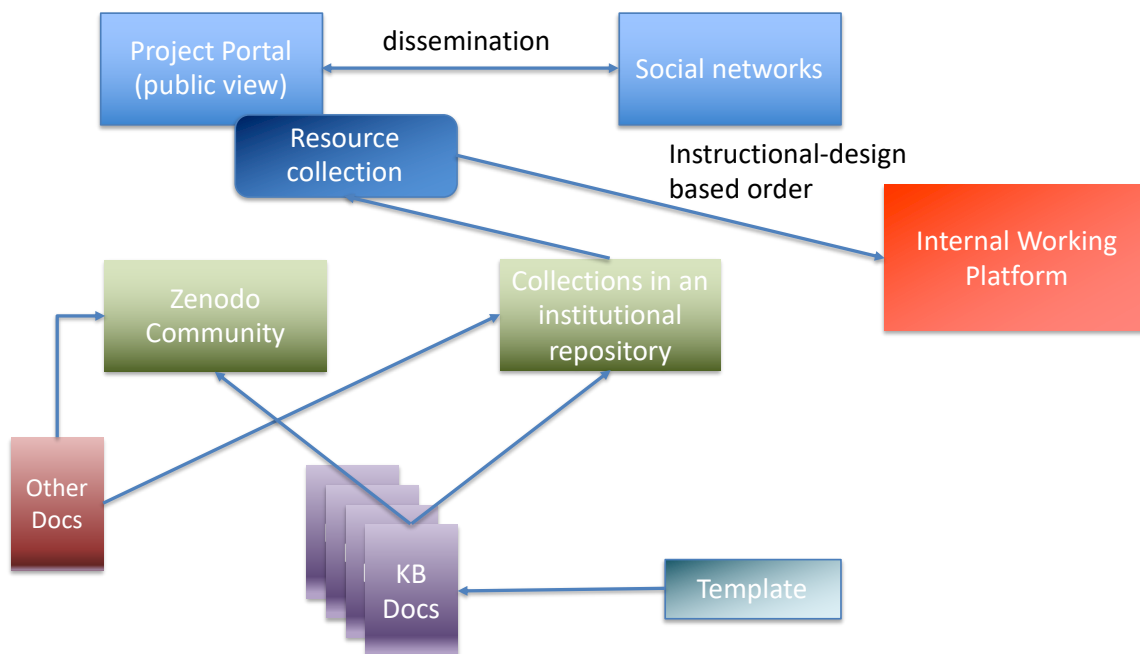 Project Portal
(public view)
dissemination
Social networks
Resource
collection
Instructional-design
based order
Internal Working
Platform
Zenodo
Community
Collections in an
institutional
repository
Other
Docs
KB
Docs
Template